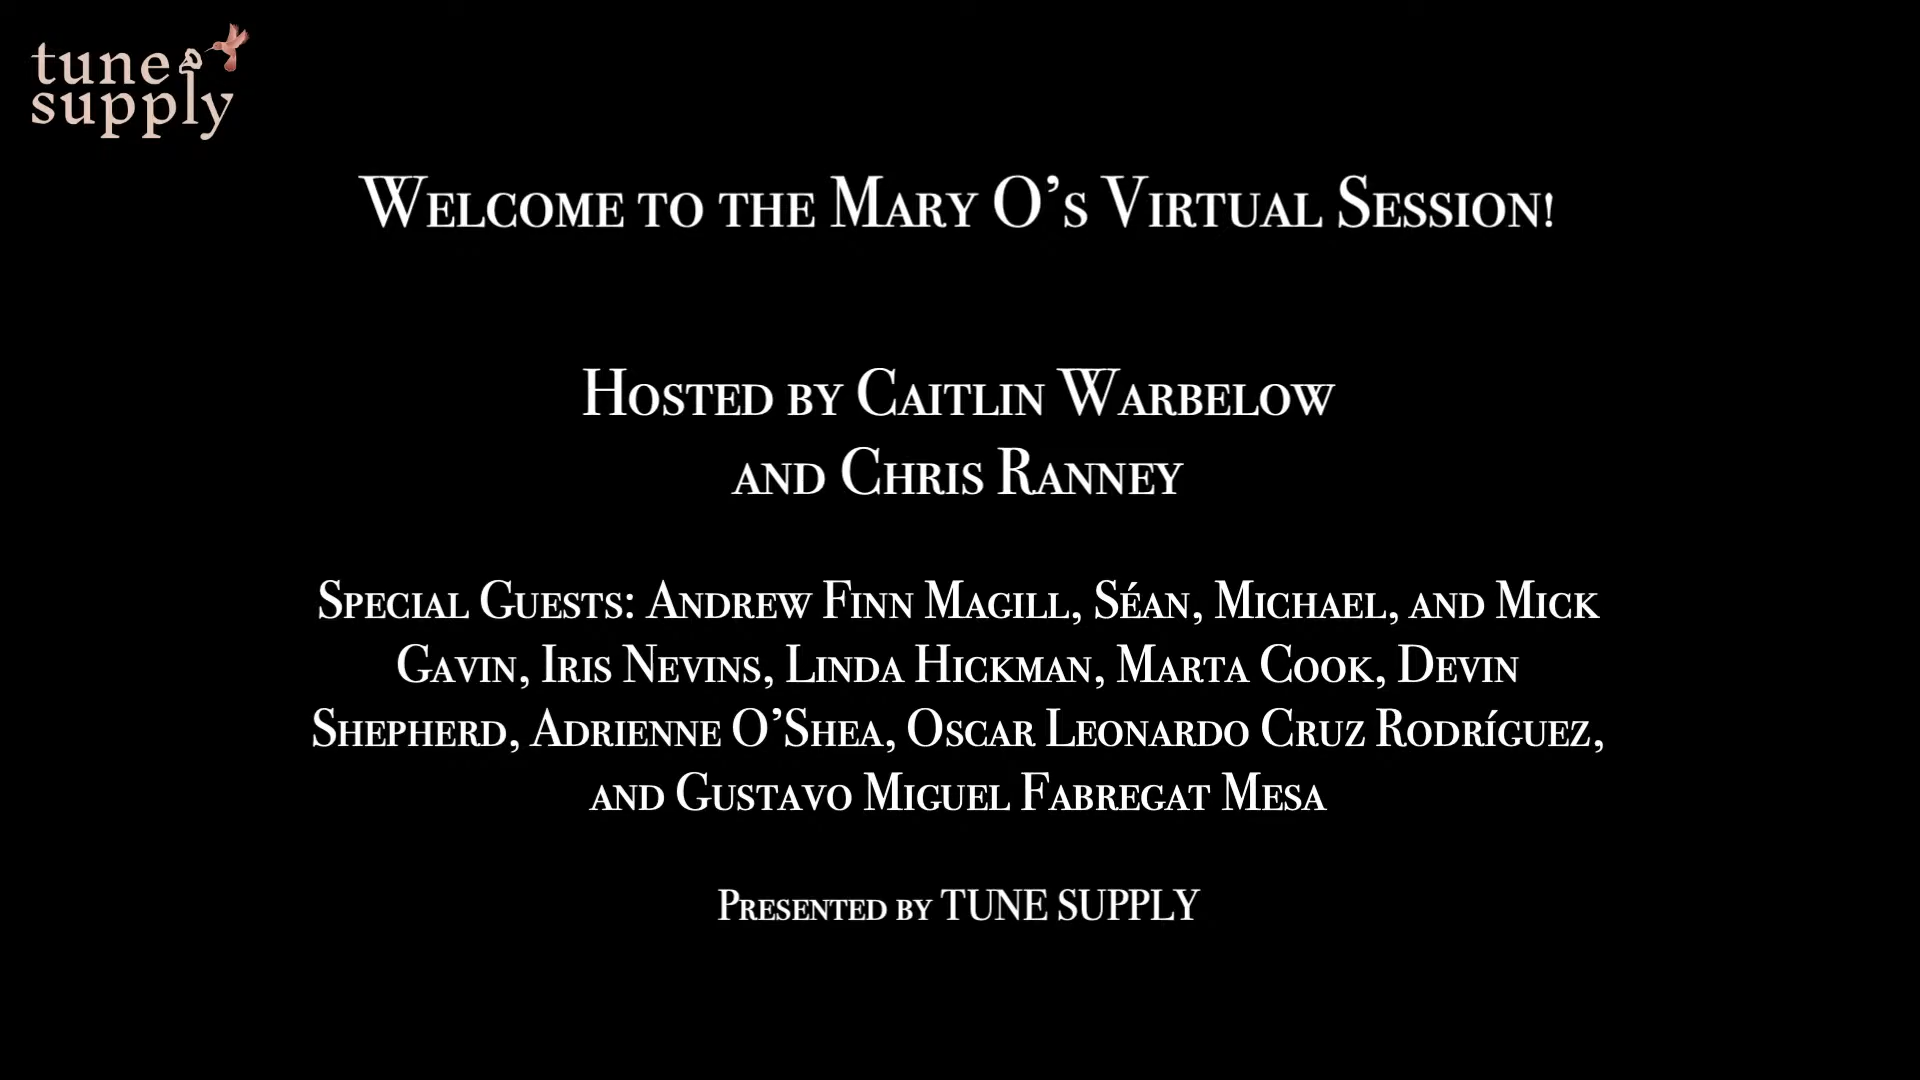 tune
supply
Welcome to the Mary O’s Virtual Session!
Hosted by Caitlin Warbelow
and Chris Ranney
Special Guests: Andrew Finn Magill, Séan, Michael, and Mick
Gavin, Iris Nevins, Linda Hickman, Marta Cook, Devin
Shepherd, Adrienne O’Shea, Oscar Leonardo Cruz Rodríguez,
and Gustavo Miguel Fabregat Mesa
Presented by TUNE SUPPLY